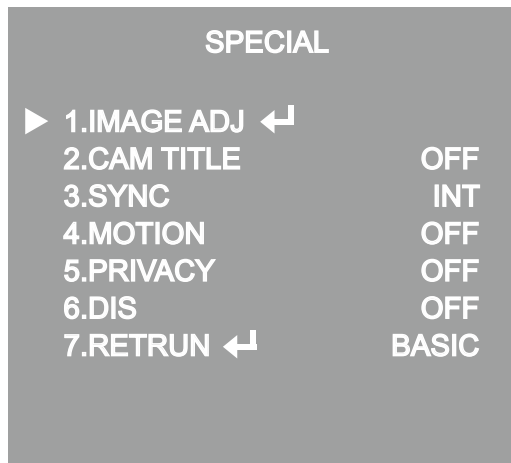 SPECIAL
▶ 1.IMAGE ADJ ↵
2.CAM TITLE OFF
3.SYNC INT
4.MOTION OFF
5.PRIVACY OFF
6.DIS OFF
7.RETRUN ↵ BASIC